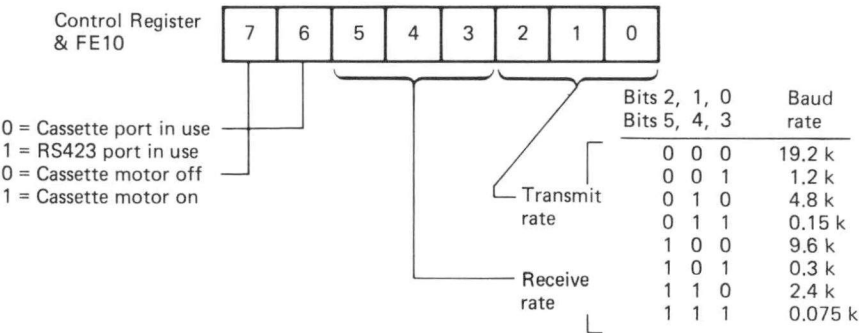 Control Register
& FE10
7 6 5 4 3 2 1 0
0 = Cassette port in use
1 = RS423 port in use
0 = Cassette motor off
1 = Cassette motor on
Transmit
rate
Receive
rate
Bits 2, 1, 0 Baud
Bits 5, 4, 3 rate
0 0 0 19.2 k
0 0 1 1.2 k
0 1 0 4.8 k
0 1 1 0.15 k
1 0 0 9.6 k
1 0 1 0.3 k
1 1 0 2.4 k
1 1 1 0.075 k